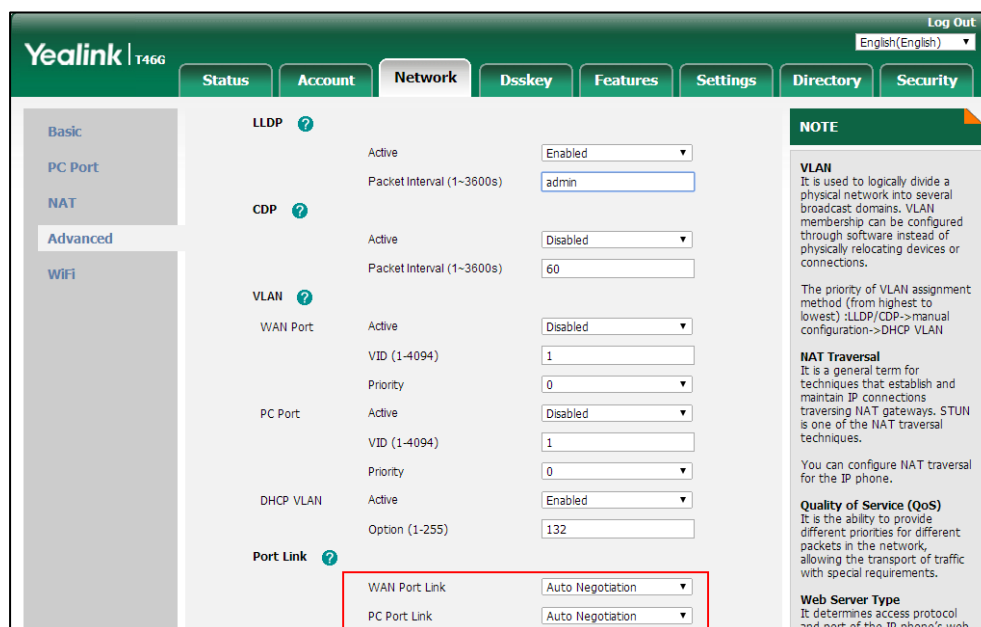 Log Out
Yealink T46G
English(English)
Status Account Network Dsskey Features Settings Directory Security
Basic
PC Port
NAT
Advanced
WiFi
LLDP ?
Active Enabled
Packet Interval (1~3600s) admin
CDP ?
Active Disabled
Packet Interval (1~3600s) 60
VLAN ?
WAN Port Active Disabled
VID (1-4094) 1
Priority 0
PC Port Active Disabled
VID (1-4094) 1
Priority 0
DHCP VLAN Active Enabled
Option (1-255) 132
Port Link ?
WAN Port Link Auto Negotiation
PC Port Link Auto Negotiation
NOTE
VLAN
It is used to logically divide a
physical network into several
broadcast domains. VLAN
membership can be configured
through software instead of
physically relocating devices or
connections.
The priority of VLAN assignment
method (from highest to
lowest) :LLDP/CDP->manual
configuration->DHCP VLAN
NAT Traversal
It is a general term for
techniques that establish and
maintain IP connections
traversing NAT gateways. STUN
is one of the NAT traversal
techniques.
You can configure NAT traversal
for the IP phone.
Quality of Service (QoS)
It is the ability to provide
different priorities for different
packets in the network,
allowing the transport of traffic
with special requirements.
Web Server Type
It determines access protocol
and port of the IP phone's web